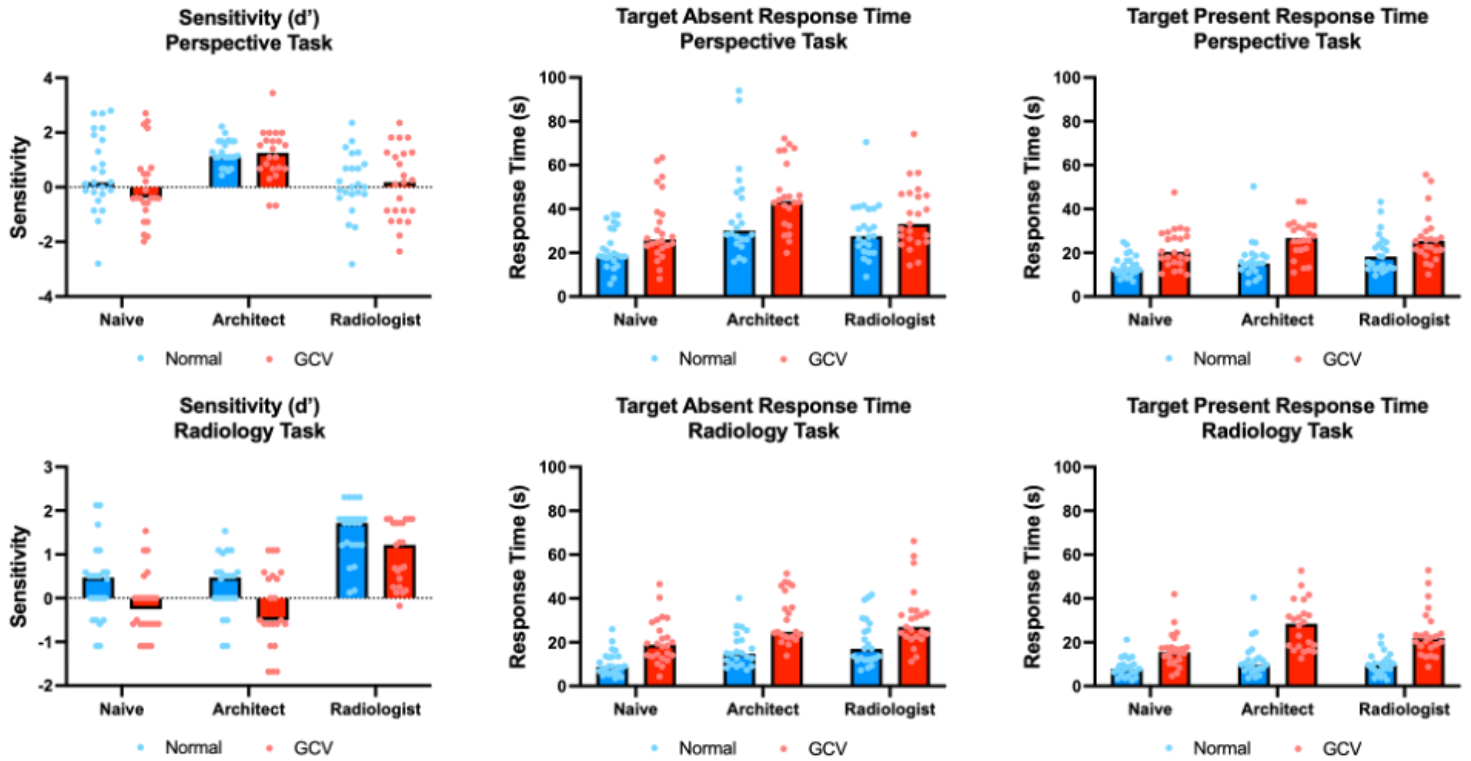 Sensitivity (d’)
Perspective Task
Sensitivity
4
2
0
-2
-4
Naive Architect Radiologist
Normal GCV
Target Absent Response Time
Perspective Task
Response Time (s)
100
80
60
40
20
0
Naive Architect Radiologist
Normal GCV
Target Present Response Time
Perspective Task
Response Time (s)
100
80
60
40
20
0
Naive Architect Radiologist
Normal GCV
Sensitivity (d’)
Radiology Task
Sensitivity
3
2
1
0
-1
-2
Naive Architect Radiologist
Normal GCV
Target Absent Response Time
Radiology Task
Response Time (s)
100
80
60
40
20
0
Naive Architect Radiologist
Normal GCV
Target Present Response Time
Radiology Task
Response Time (s)
100
80
60
40
20
0
Naive Architect Radiologist
Normal GCV